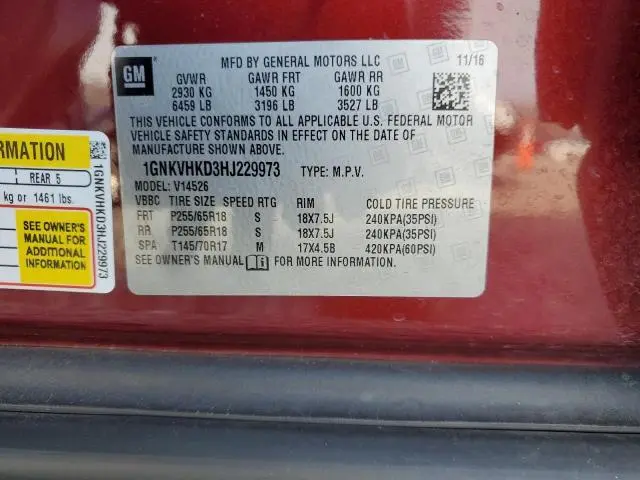 GM
MFD BY GENERAL MOTORS LLC
11/16
GVWR GAWR FRT GAWR RR
2930 KG 1450 KG 1600 KG
6459 LB 3196 LB 3527 LB
THIS VEHICLE CONFORMS TO ALL APPLICABLE U.S. FEDERAL MOTOR
VEHICLE SAFETY STANDARDS IN EFFECT ON THE DATE OF
MANUFACTURE SHOWN ABOVE.
1GNKVHKD3HJ229973 TYPE: M.P.V.
MODEL: V14526
VBBC TIRE SIZE SPEED RTG RIM COLD TIRE PRESSURE
FRT P255/65R18 S 18X7.5J 240KPA(35PSI)
RR P255/65R18 S 18X7.5J 240KPA(35PSI)
SPA T145/70R17 M 17X4.5B 420KPA(60PSI)
SEE OWNER'S MANUAL FOR MORE INFORMATION.
RMATION
REAR 5
kg or 1461 lbs.
SEE OWNER'S
MANUAL FOR
ADDITIONAL
INFORMATION
1GNKVHKD3HJ229973